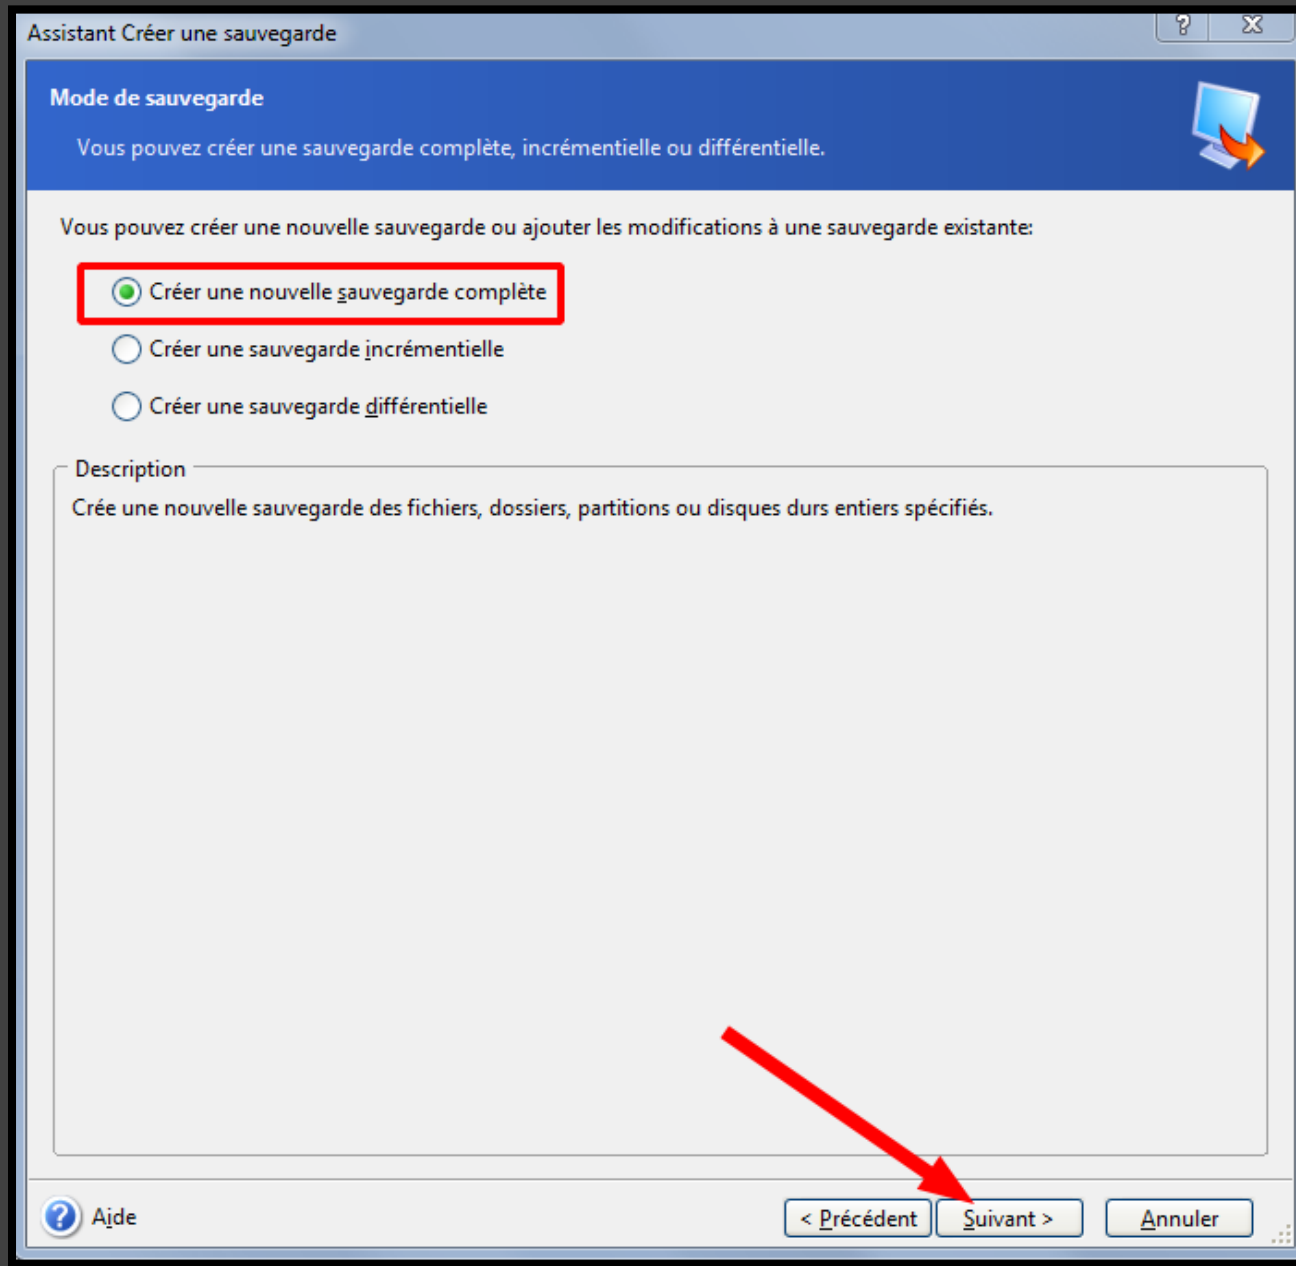 Assistant Créer une sauvegarde
Mode de sauvegarde
Vous pouvez créer une sauvegarde complète, incrémentielle ou différentielle.
Vous pouvez créer une nouvelle sauvegarde ou ajouter les modifications à une sauvegarde existante:
Créer une nouvelle sauvegarde complète
Créer une sauvegarde incrémentielle
Créer une sauvegarde différentielle
Description
Crée une nouvelle sauvegarde des fichiers, dossiers, partitions ou disques durs entiers spécifiés.
Aide
< Précédent
Suivant >
Annuler